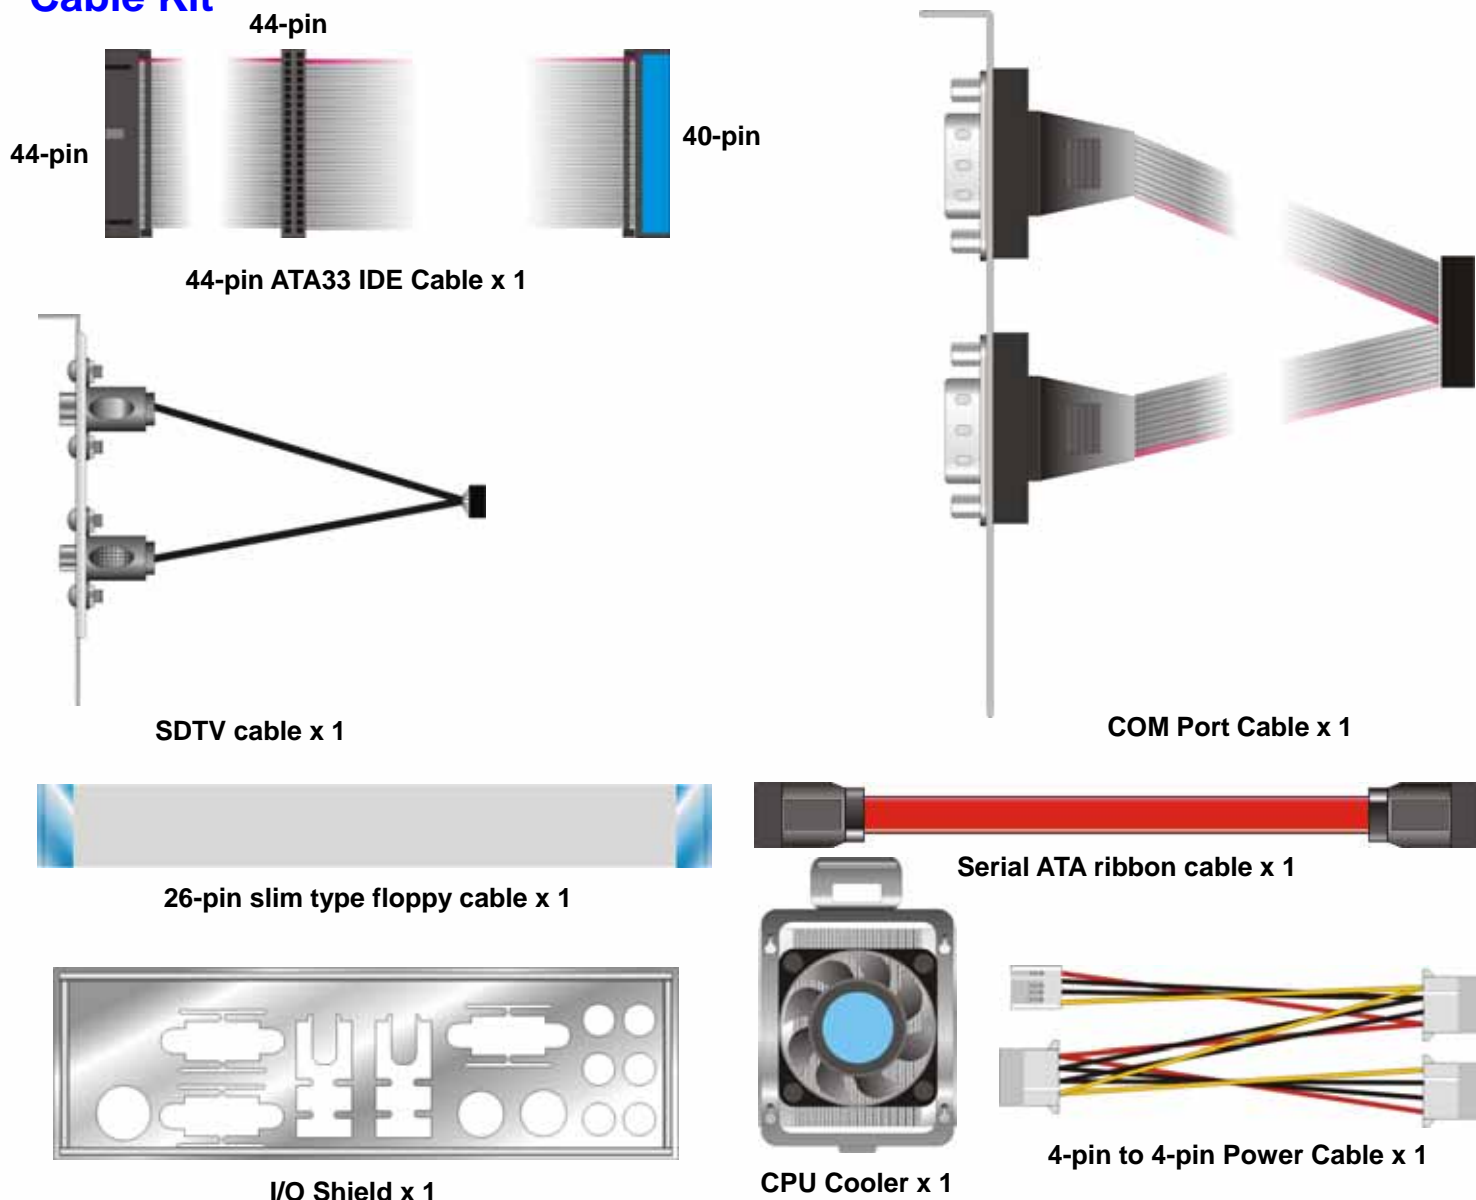 Cable Kit
44-pin
44-pin
40-pin
44-pin ATA33 IDE Cable x 1
SDTV cable x 1
COM Port Cable x 1
26-pin slim type floppy cable x 1
Serial ATA ribbon cable x 1
I/O Shield x 1
CPU Cooler x 1
4-pin to 4-pin Power Cable x 1